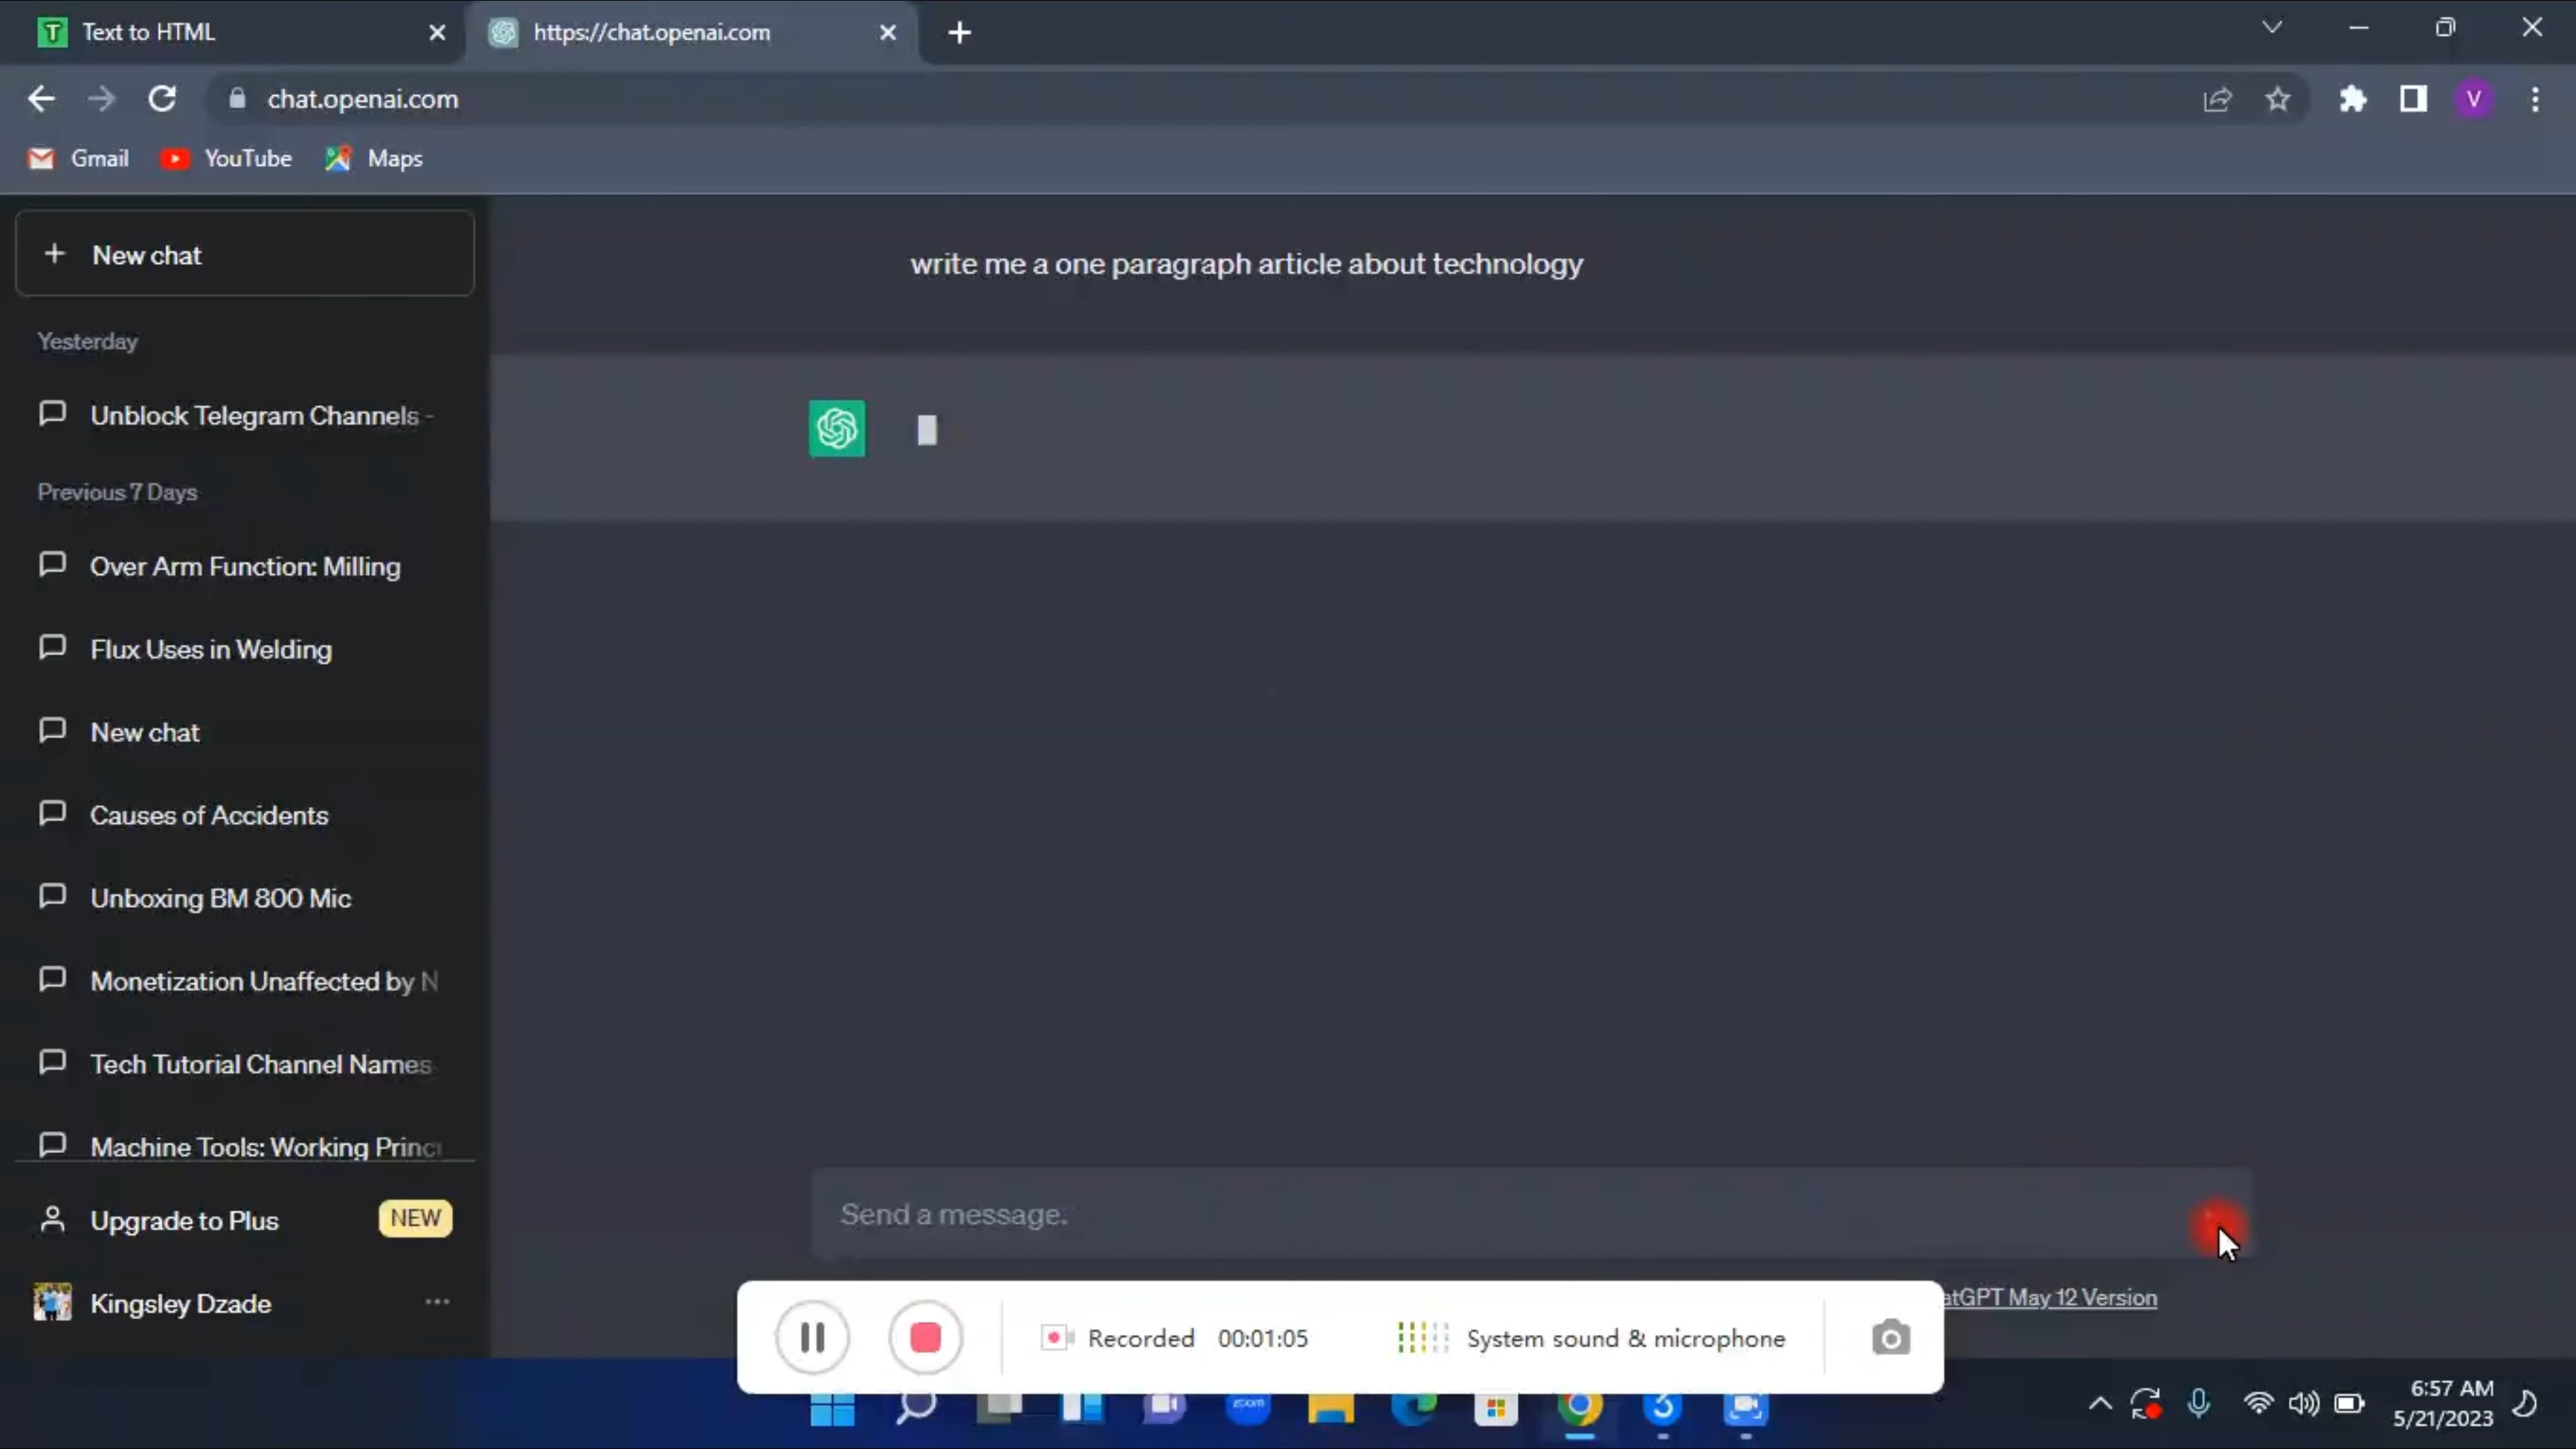 Text to HTML
https://chat.openai.com
chat.openai.com
V
Gmail
YouTube
Maps
New chat
write me a one paragraph article about technology
Yesterday
Unblock Telegram Channels -
Previous 7 Days
Over Arm Function: Milling
Flux Uses in Welding
New chat
Causes of Accidents
Unboxing BM 800 Mic
Monetization Unaffected by N
Tech Tutorial Channel Names
Machine Tools: Working Princi
Send a message.
Upgrade to Plus NEW
Kingsley Dzade
atGPT May 12 Version
Recorded 00:01:05 System sound & microphone
zoom
6:57 AM
5/21/2023